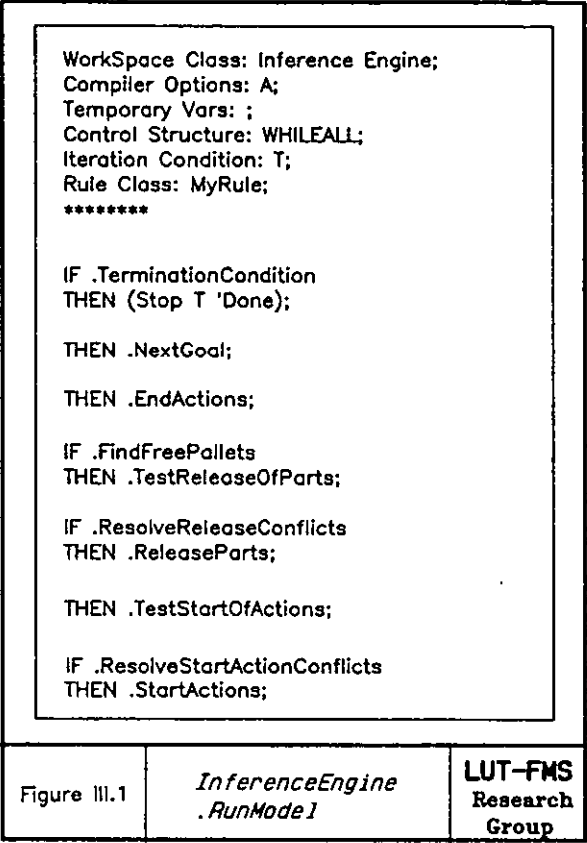 WorkSpace Class: Inference Engine;
Compiler Options: A;
Temporary Vars: ;
Control Structure: WHILEALL;
Iteration Condition: T;
Rule Class: MyRule;
********
IF .TerminationCondition
THEN (Stop T 'Done);
THEN .NextGoal;
THEN .EndActions;
IF .FindFreePallets
THEN .TestReleaseOfParts;
IF .ResolveReleaseConflicts
THEN .ReleaseParts;
THEN .TestStartOfActions;
IF .ResolveStartActionConflicts
THEN .StartActions;
Figure III.1
InferenceEngine
.RunModel
LUT-FMS
Research
Group